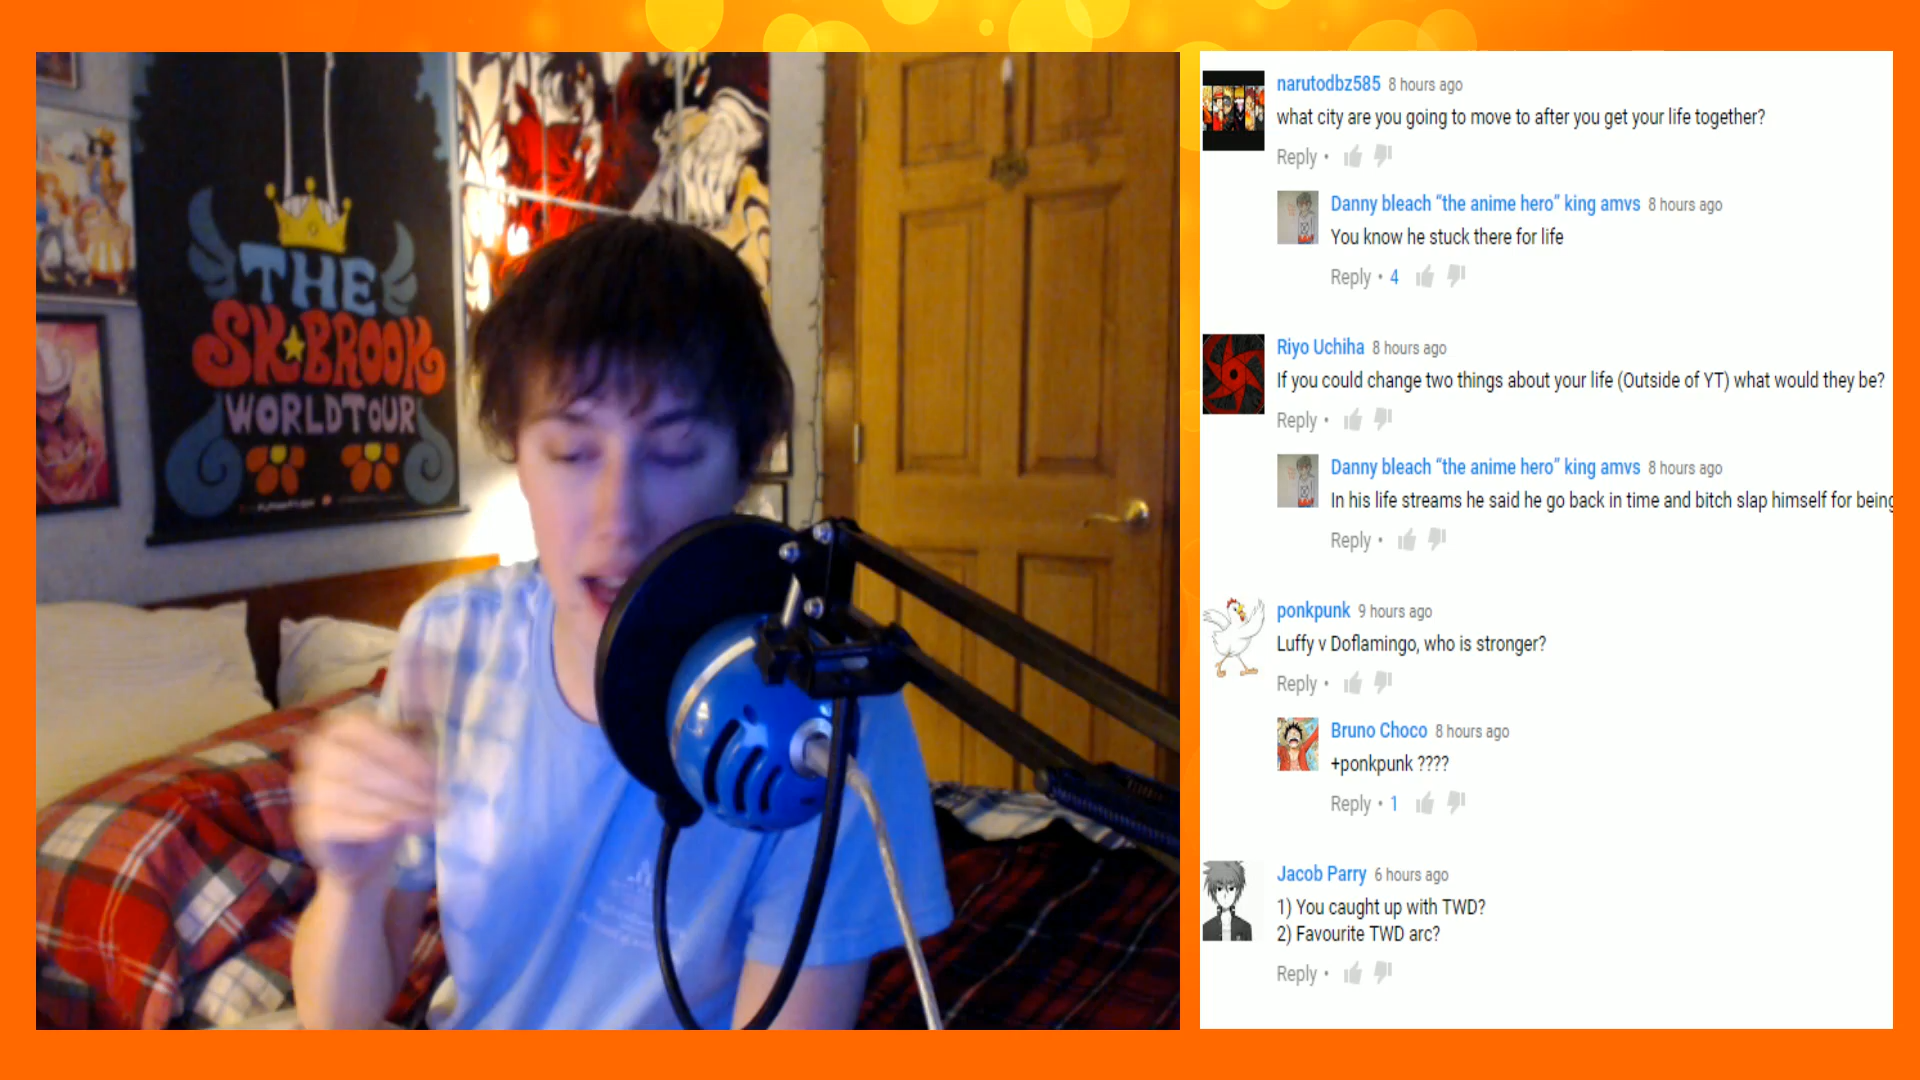 THE
SK★BROOK
WORLD TOUR
narutodbz585 8 hours ago
what city are you going to move to after you get your life together?
Reply •
Danny bleach “the anime hero” king amvs 8 hours ago
You know he stuck there for life
Reply • 4
Riyo Uchiha 8 hours ago
If you could change two things about your life (Outside of YT) what would they be?
Reply •
Danny bleach “the anime hero” king amvs 8 hours ago
In his life streams he said he go back in time and bitch slap himself for being
Reply •
ponkpunk 9 hours ago
Luffy v Doflamingo, who is stronger?
Reply •
Bruno Choco 8 hours ago
+ponkpunk ????
Reply • 1
Jacob Parry 6 hours ago
1) You caught up with TWD?
2) Favourite TWD arc?
Reply •